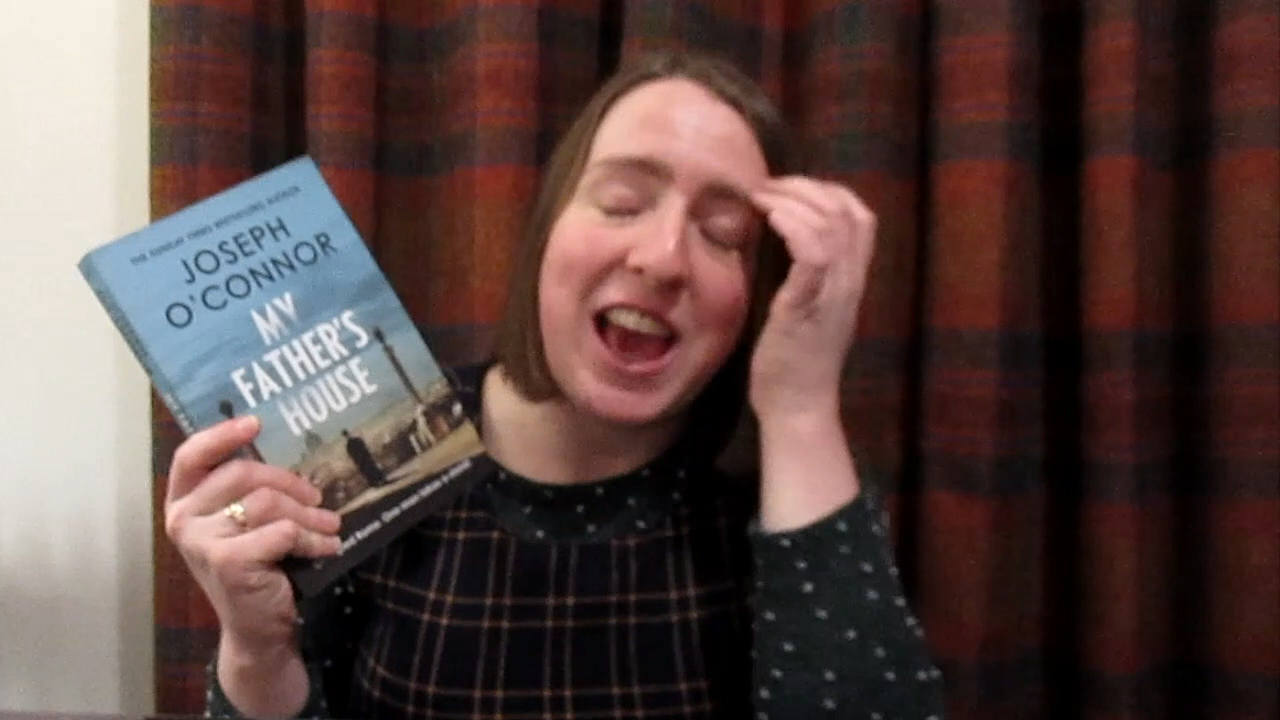 THE SUNDAY TIMES BESTSELLING AUTHOR
JOSEPH
O'CONNOR
MY
FATHER'S
HOUSE